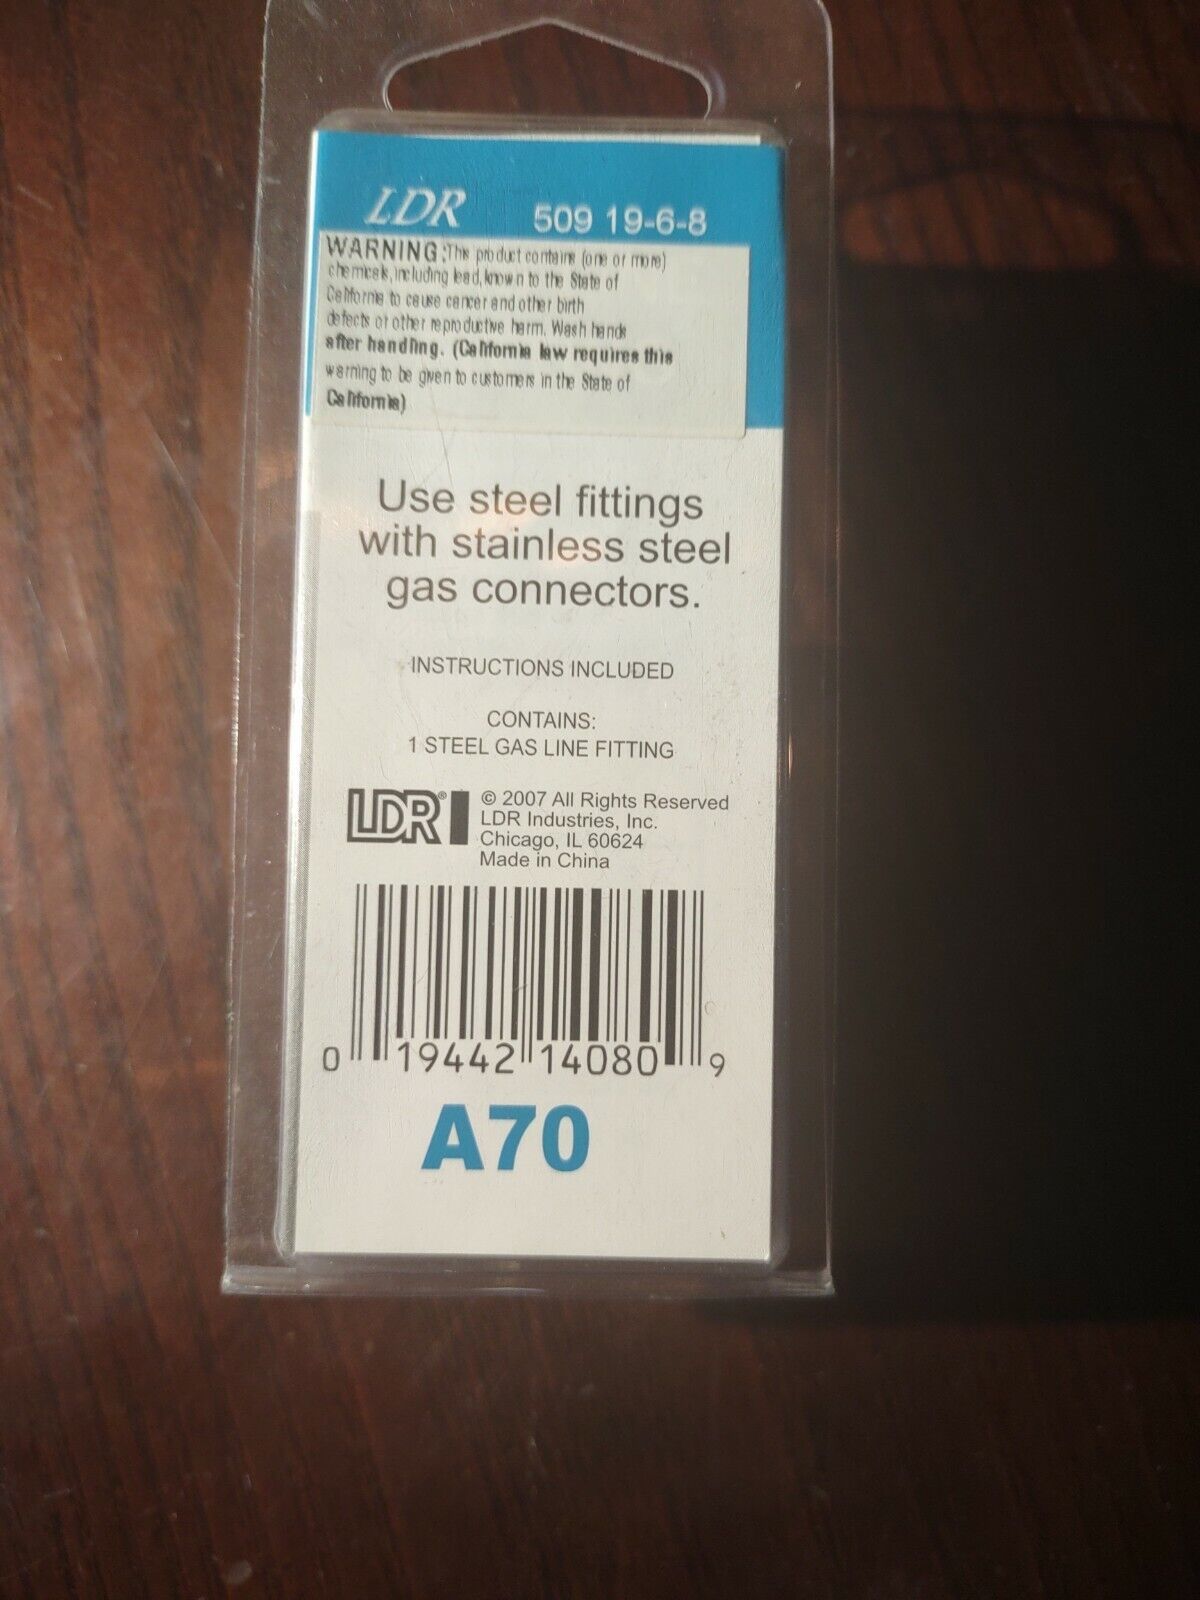 LDR 509 19-6-8
WARNING: This product contains (one or more)
chemicals, including lead, known to the State of
California to cause cancer and other birth
defects or other reproductive harm. Wash hands
after handling. (California law requires this
warning to be given to customers in the State of
California)
Use steel fittings
with stainless steel
gas connectors.
INSTRUCTIONS INCLUDED
CONTAINS:
1 STEEL GAS LINE FITTING
LDR®
© 2007 All Rights Reserved
LDR Industries, Inc.
Chicago, IL 60624
Made in China
0 19442 14080 9
A70